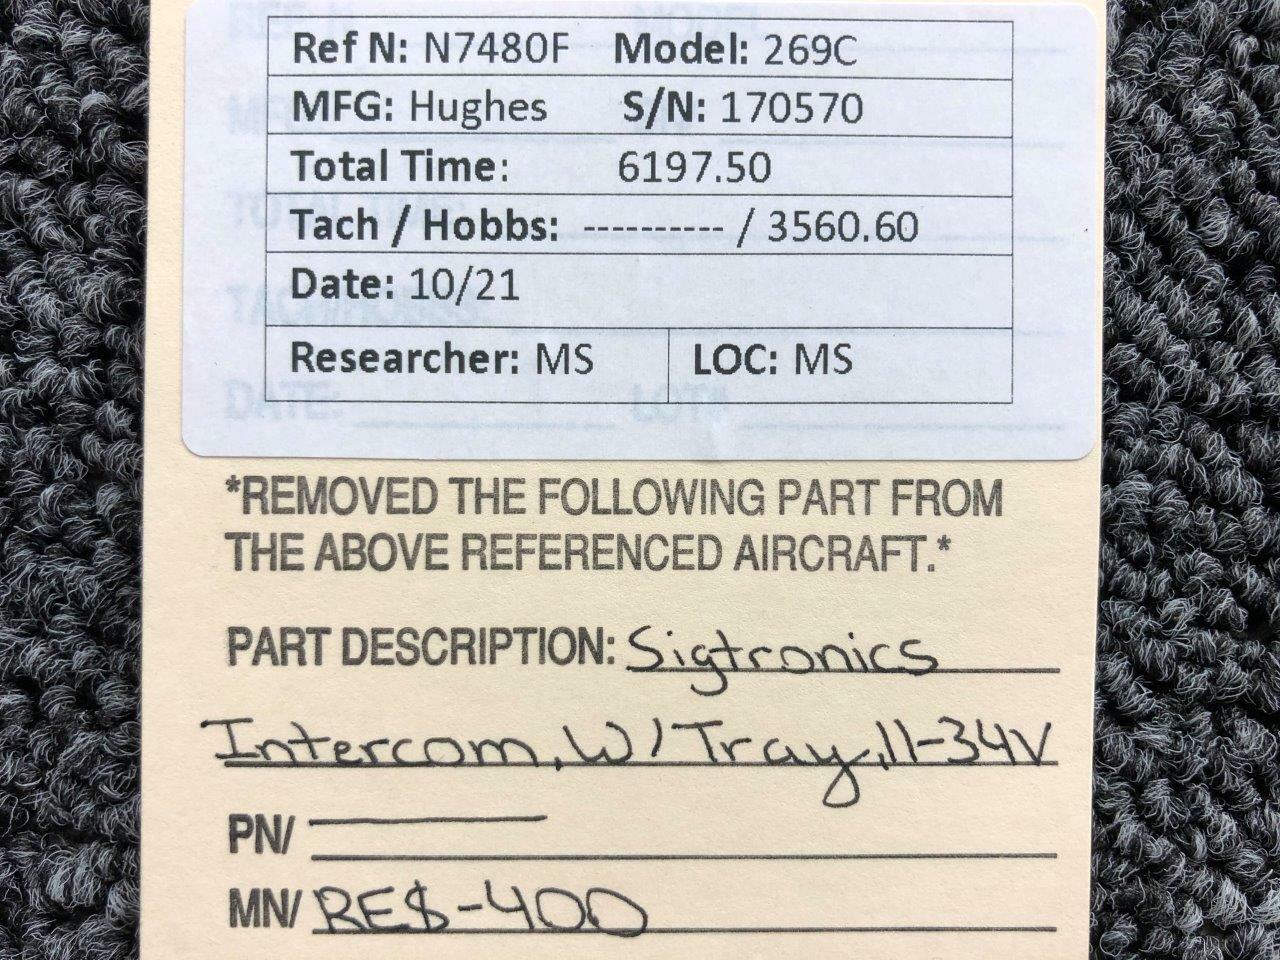 Ref N: N7480F Model: 269C
MFG: Hughes S/N: 170570
Total Time: 6197.50
Tach / Hobbs: ---------- / 3560.60
Date: 10/21
Researcher: MS LOC: MS
DATE: LOT#
*REMOVED THE FOLLOWING PART FROM
THE ABOVE REFERENCED AIRCRAFT.*
PART DESCRIPTION: Sigtronics
Intercom, W/ Tray, 11-34V
PN/ ———
MN/ RES-400